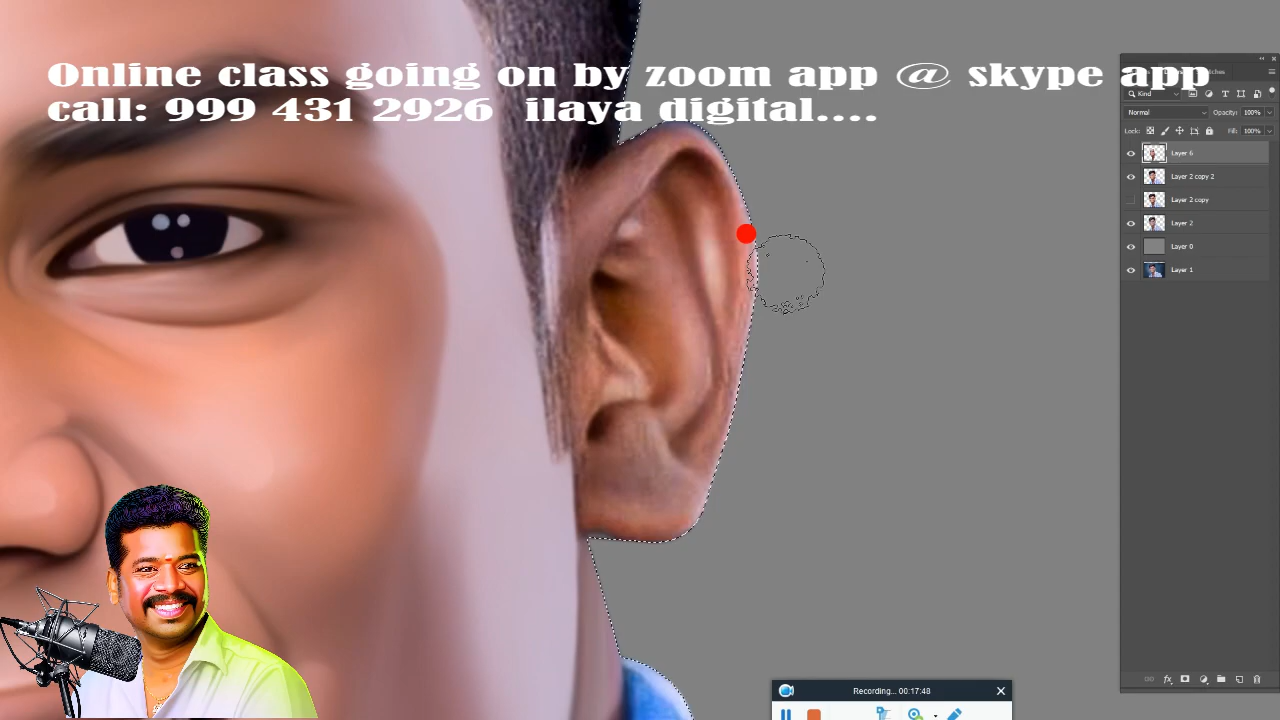 Online class going on by zoom app @ skype app
call: 999 431 2926 ilaya digital....
Kind
Normal
Opacity: 100%
Lock:
Fill: 100%
Layer 6
Layer 2 copy 2
Layer 2 copy
Layer 2
Layer 0
Layer 1
fx
Recording... 00:17:48